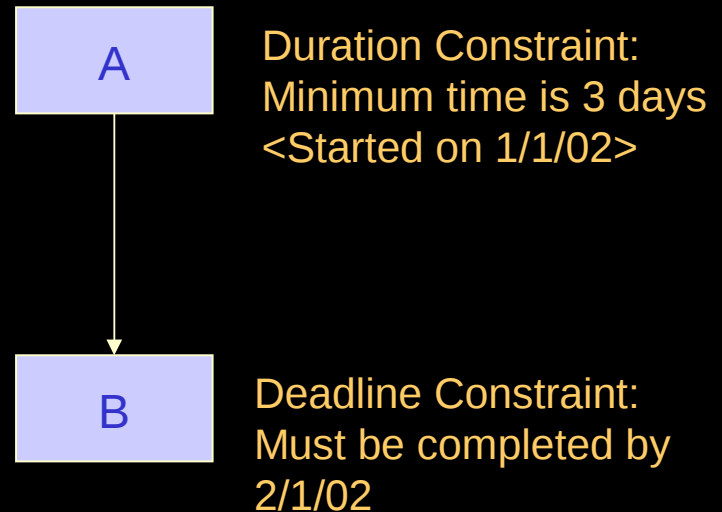 A
Duration Constraint:
Minimum time is 3 days
<Started on 1/1/02>
B
Deadline Constraint:
Must be completed by
2/1/02